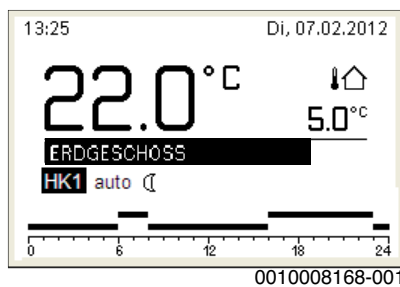 13:25 Di, 07.02.2012
22.0°C
5.0°C
ERDGESCHOSS
HK1 auto
0 6 12 18 24
0010008168-001